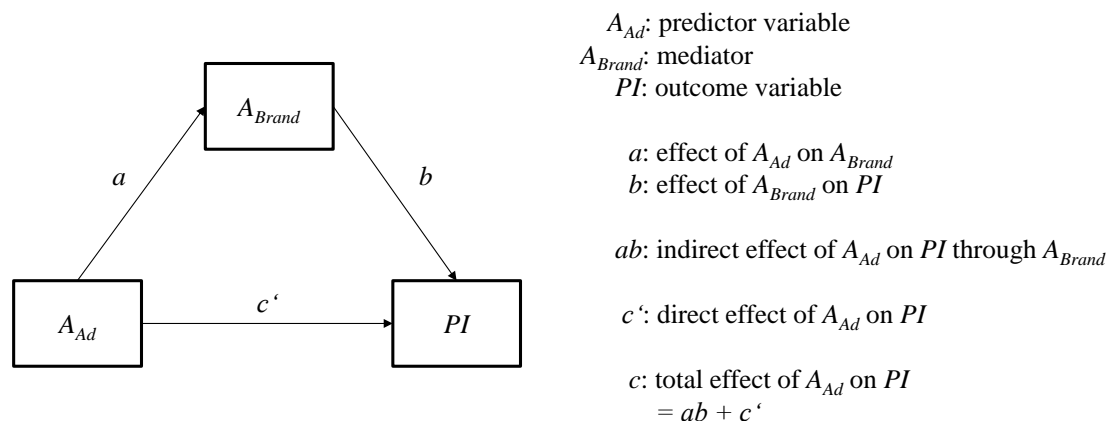 A_Ad: predictor variable
A_Brand: mediator
PI: outcome variable
A_Brand
a: effect of A_Ad on A_Brand
a
b
b: effect of A_Brand on PI
ab: indirect effect of A_Ad on PI through A_Brand
c‘
c‘: direct effect of A_Ad on PI
A_Ad
PI
c: total effect of A_Ad on PI
= ab + c‘